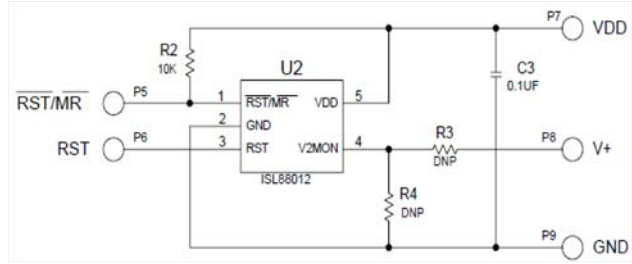 P7
VDD
R2
10K
U2
C3
0.1UF
RST/MR
P5
1
RST/MR
VDD
5
2
GND
R3
P8
V+
RST
P6
3
RST
V2MON
4
DNP
ISL88012
R4
DNP
P9
GND